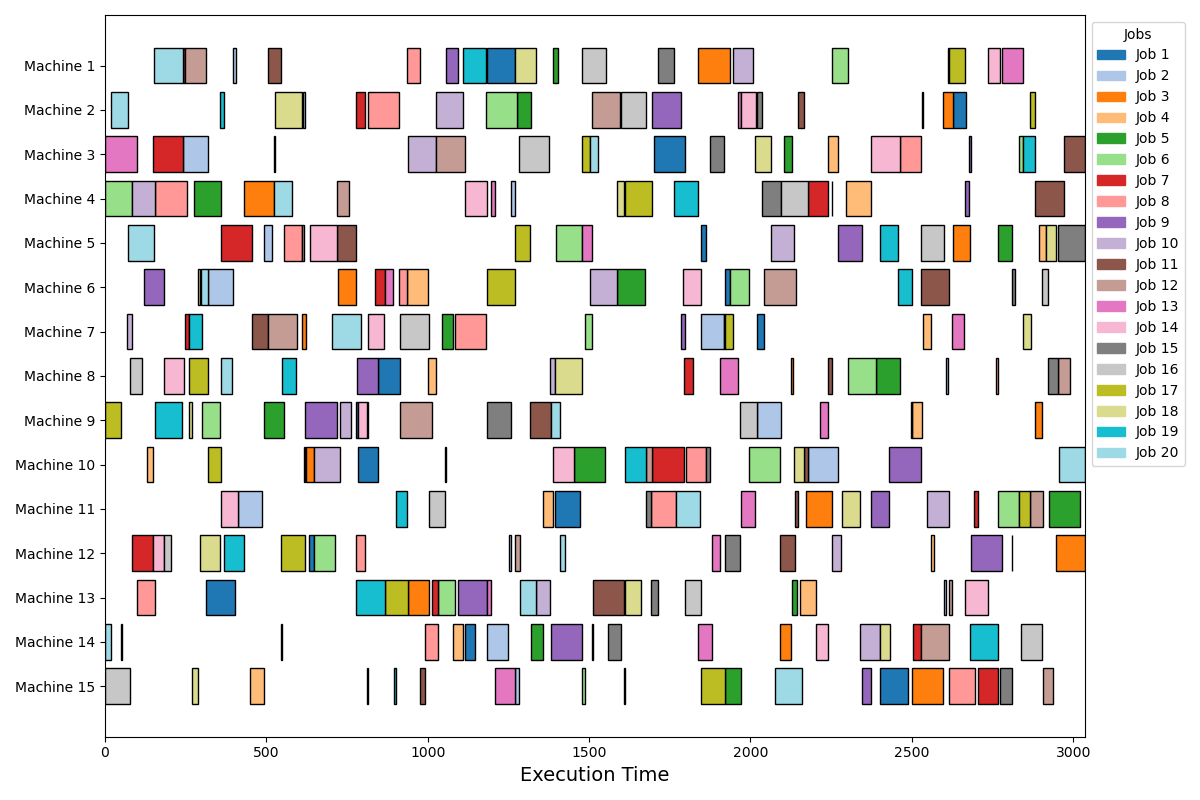 Machine 1
Machine 2
Machine 3
Machine 4
Machine 5
Machine 6
Machine 7
Machine 8
Machine 9
Machine 10
Machine 11
Machine 12
Machine 13
Machine 14
Machine 15
0 500 1000 1500 2000 2500 3000
Execution Time
Jobs
Job 1
Job 2
Job 3
Job 4
Job 5
Job 6
Job 7
Job 8
Job 9
Job 10
Job 11
Job 12
Job 13
Job 14
Job 15
Job 16
Job 17
Job 18
Job 19
Job 20